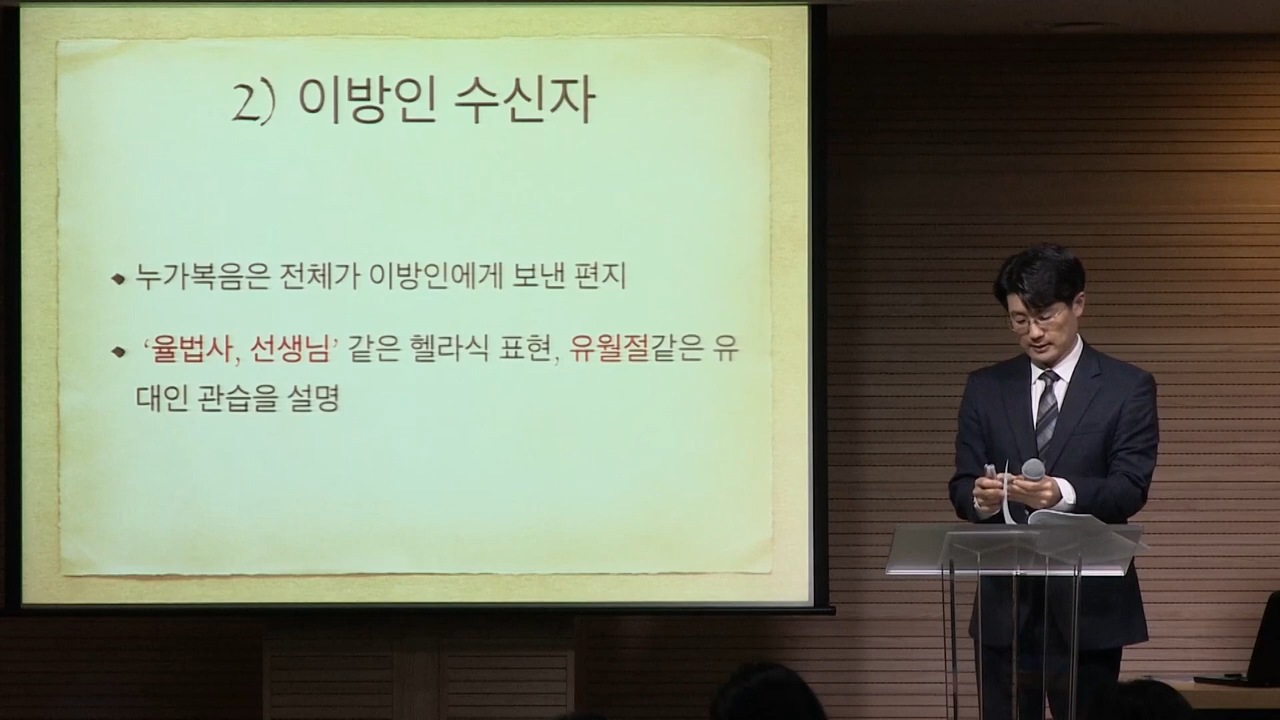 2) 이방인 수신자
누가복음은 전체가 이방인에게 보낸 편지
‘율법사, 선생님’ 같은 헬라식 표현, 유월절같은 유
대인 관습을 설명